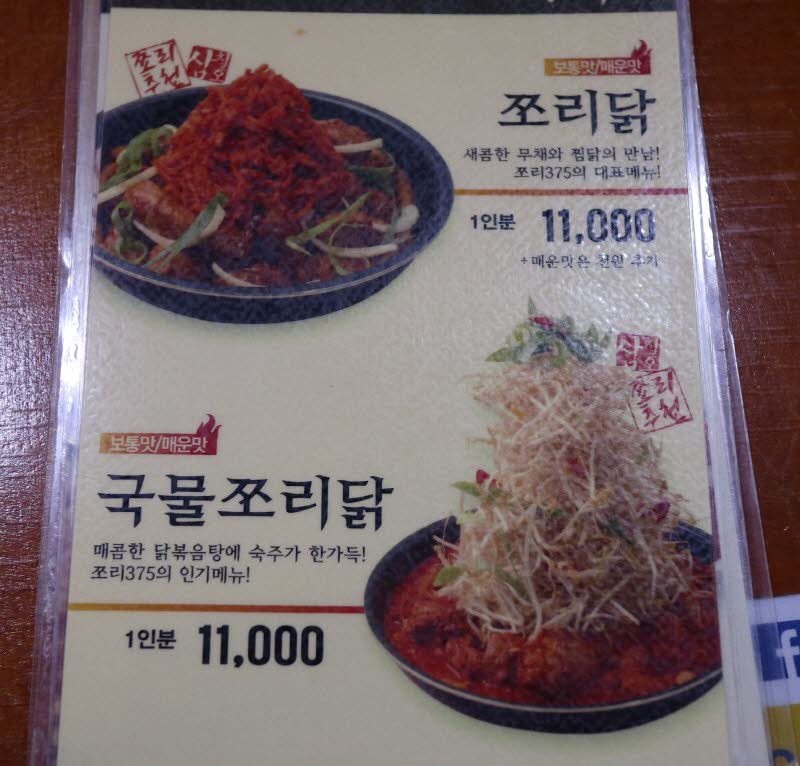 쪼리
추천
보통맛/매운맛
쪼리닭
새콤한 무채와 찜닭의 만남!
쪼리375의 대표메뉴!
1인분 11,000
+매운맛은 천원 추가
쪼리
추천
보통맛/매운맛
국물쪼리닭
매콤한 닭볶음탕에 숙주가 한가득!
쪼리375의 인기메뉴!
1인분 11,000
f